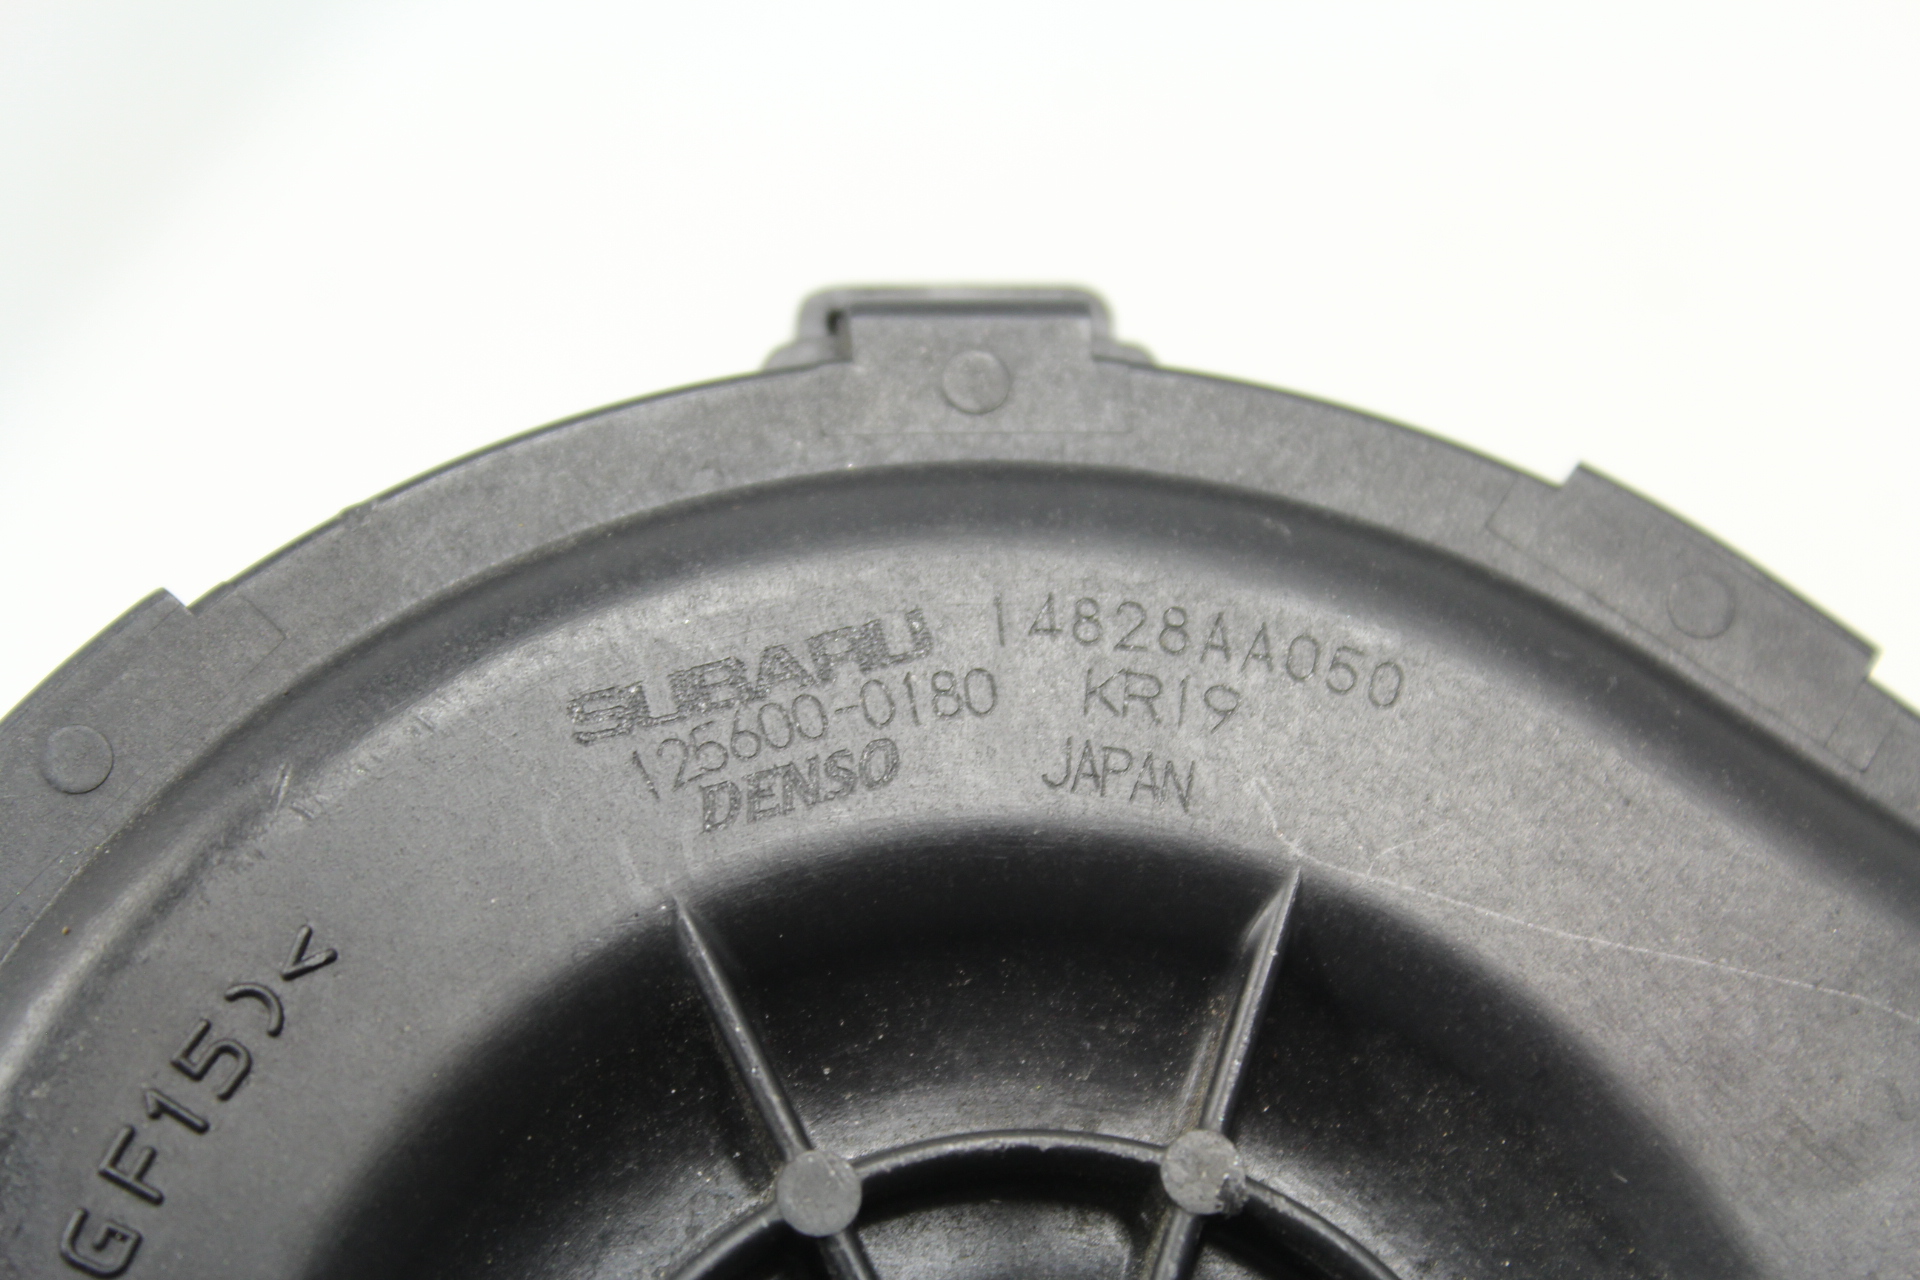 SUBARU 14828AA050
125600-0180 KR19
DENSO JAPAN
GF15)<